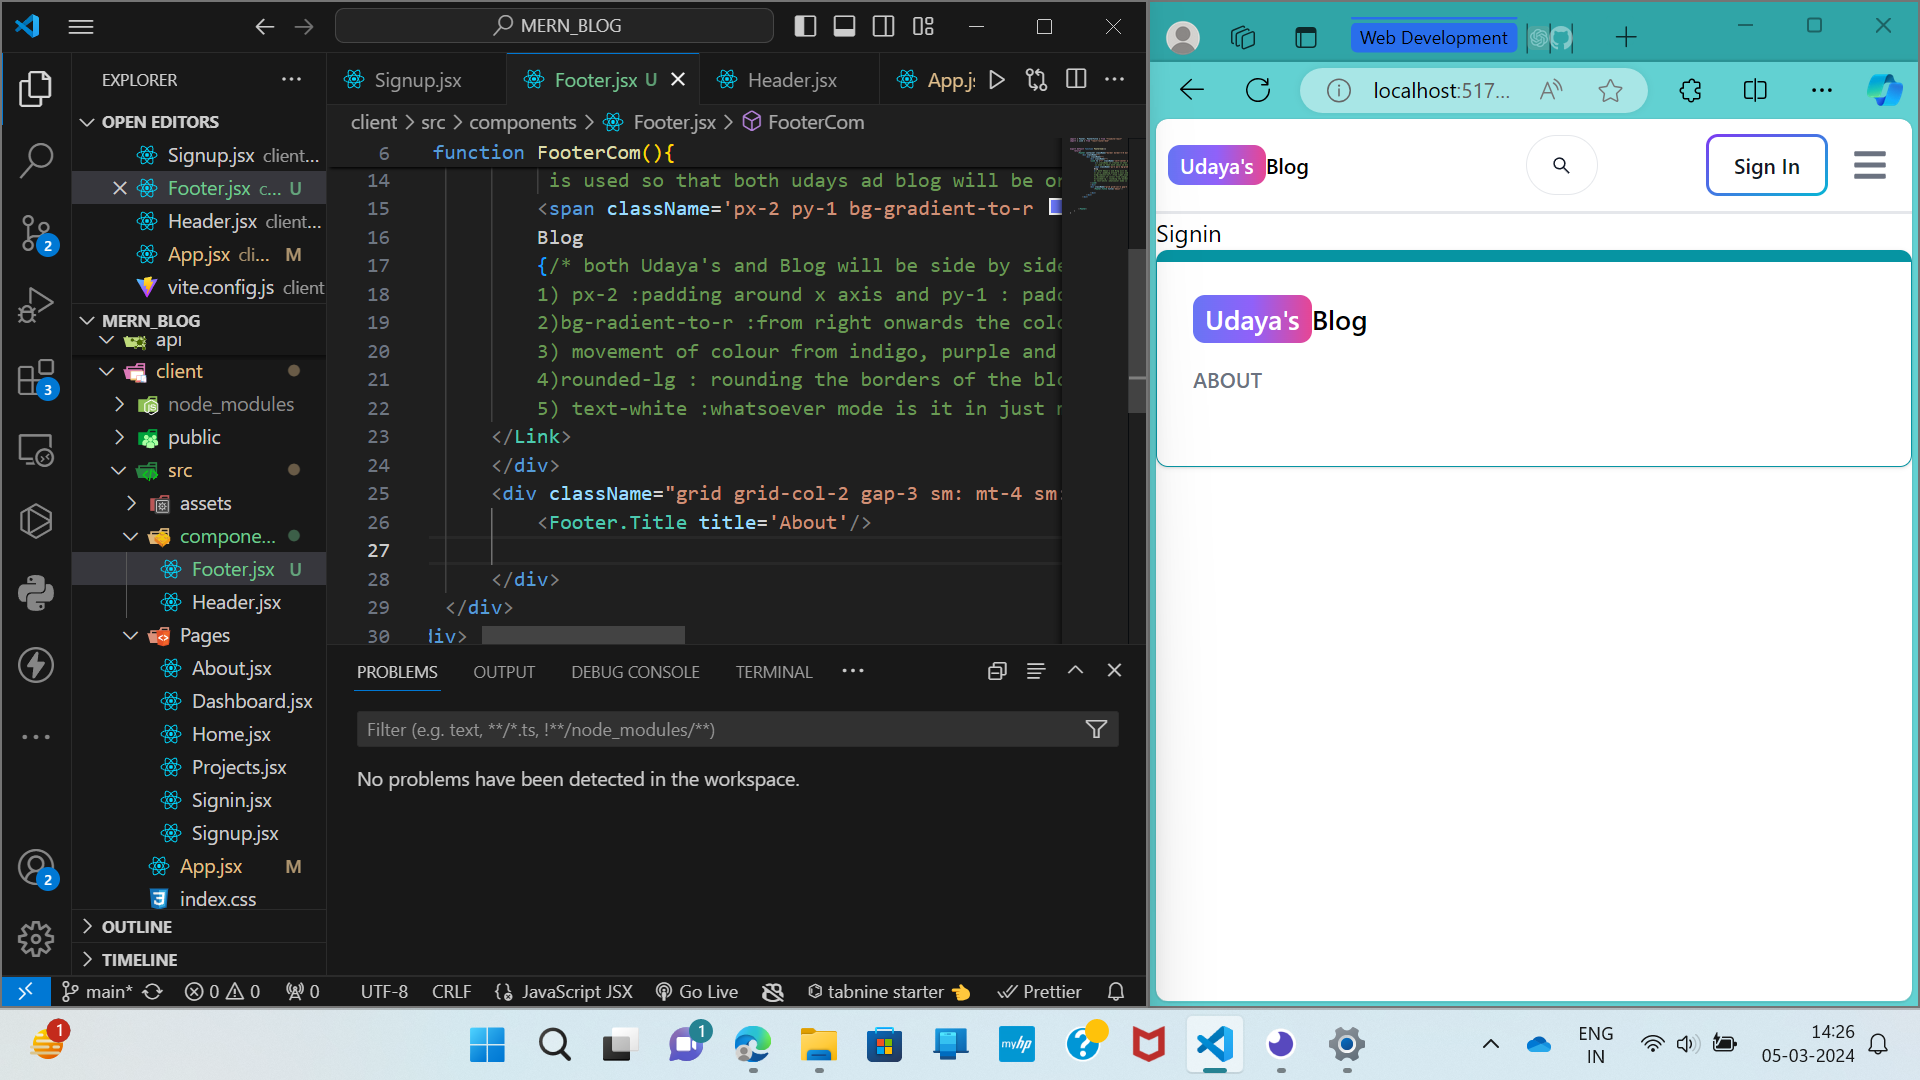 MERN_BLOG
EXPLORER
OPEN EDITORS
Signup.jsx client...
Footer.jsx c... U
Header.jsx client...
App.jsx cli... M
vite.config.js client
MERN_BLOG
api
client
node_modules
public
src
assets
compone...
Footer.jsx U
Header.jsx
Pages
About.jsx
Dashboard.jsx
Home.jsx
Projects.jsx
Signin.jsx
Signup.jsx
App.jsx M
index.css
OUTLINE
TIMELINE
2
3
2
Signup.jsx
Footer.jsx U
Header.jsx
App.js
client > src > components > Footer.jsx > FooterCom
6 function FooterCom(){
14 is used so that both udays ad blog will be on
15 <span className='px-2 py-1 bg-gradient-to-r
16 Blog
17 {/* both Udaya's and Blog will be side by side
18 1) px-2 :padding around x axis and py-1 : padd
19 2)bg-radient-to-r :from right onwards the colo
20 3) movement of colour from indigo, purple and
21 4)rounded-lg : rounding the borders of the blo
22 5) text-white :whatsoever mode is it in just
23 </Link>
24 </div>
25 <div className="grid grid-col-2 gap-3 sm: mt-4 sm:
26 <Footer.Title title='About'/>
27
28 </div>
29 </div>
30 div>
PROBLEMS OUTPUT DEBUG CONSOLE TERMINAL
Filter (e.g. text, **/*.ts, !**/node_modules/**)
No problems have been detected in the workspace.
main* 0 0 0 UTF-8 CRLF JavaScript JSX Go Live tabnine starter 👈 Prettier
Web Development
localhost:517...
Udaya's Blog
Sign In
Signin
Udaya's Blog
ABOUT
1
1
myhp
ENG
IN
14:26
05-03-2024